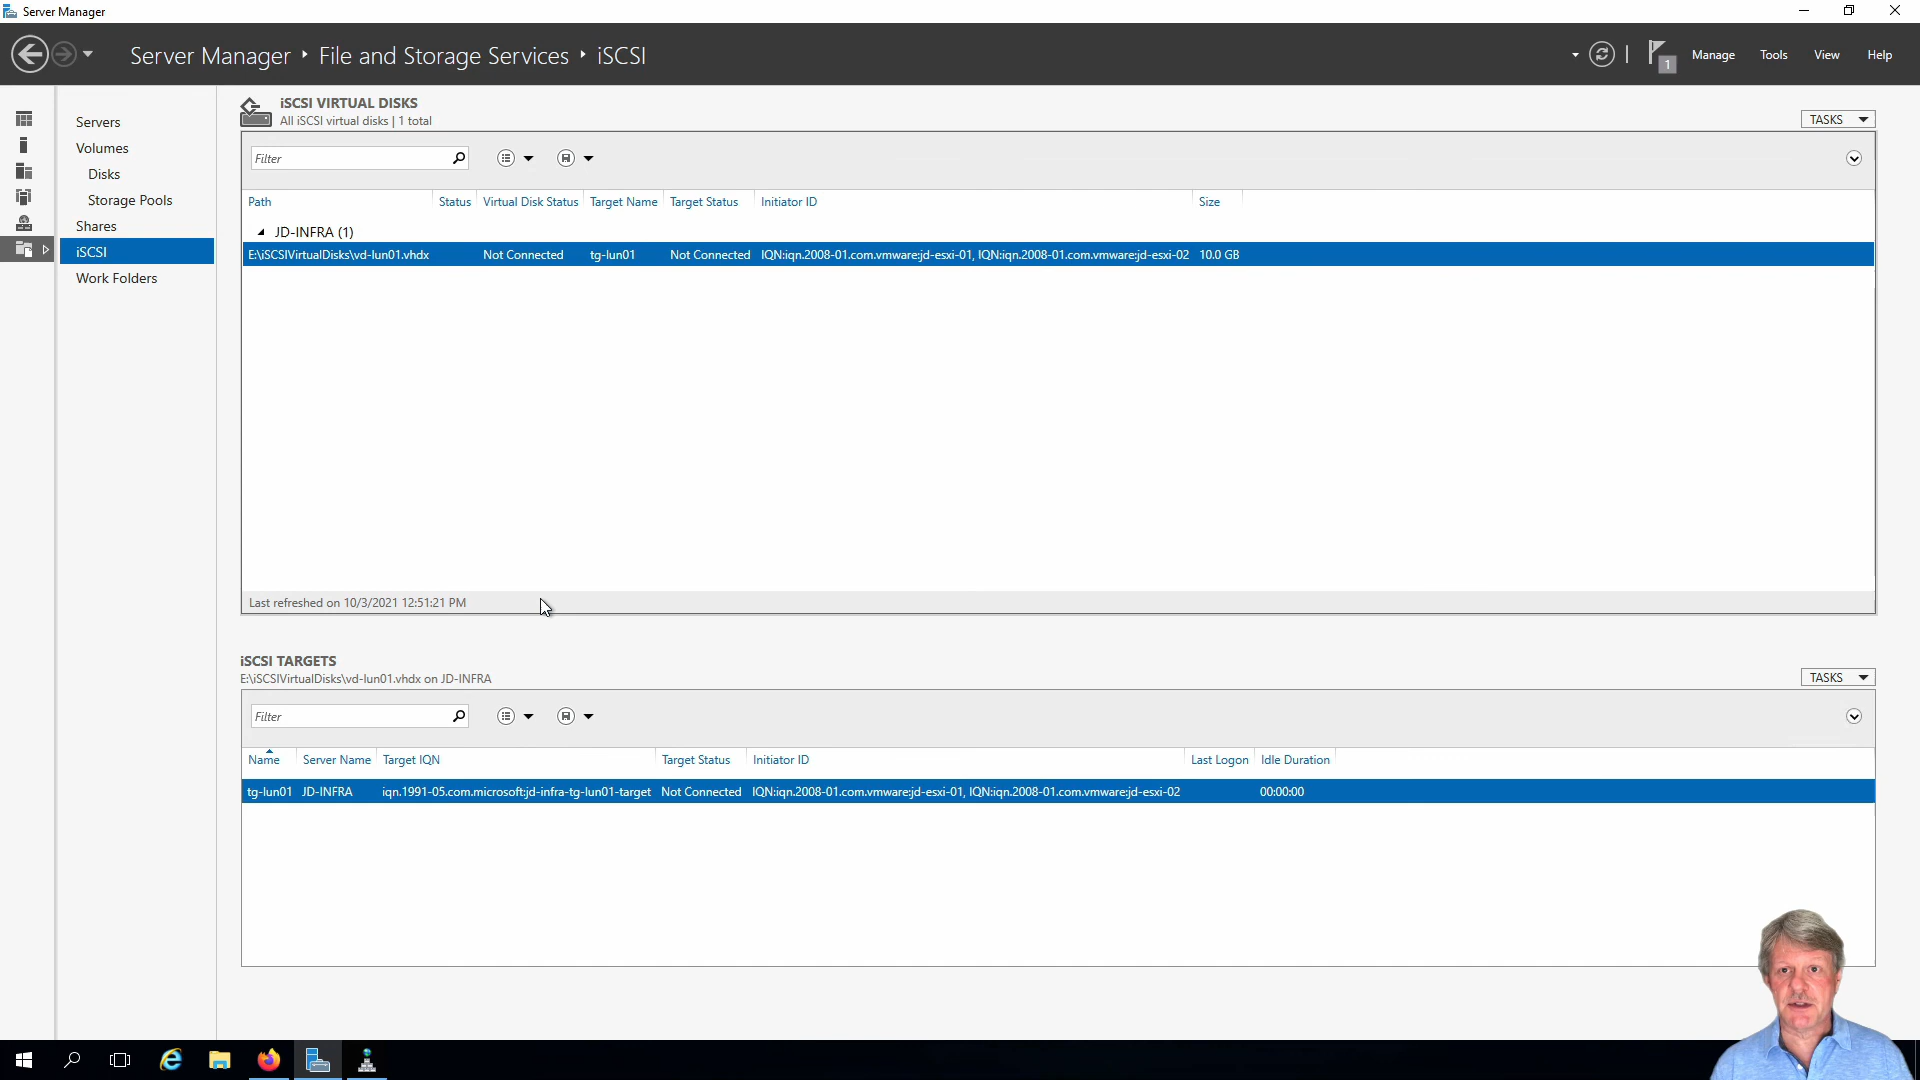 Server Manager
Server Manager ‣ File and Storage Services ‣ iSCSI
1
Manage Tools View Help
Servers
Volumes
Disks
Storage Pools
Shares
iSCSI
Work Folders
iSCSI VIRTUAL DISKS
All iSCSI virtual disks | 1 total
TASKS
Filter
Path Status Virtual Disk Status Target Name Target Status Initiator ID Size
JD-INFRA (1)
E:\iSCSIVirtualDisks\vd-lun01.vhdx Not Connected tg-lun01 Not Connected IQN:iqn.2008-01.com.vmware:jd-esxi-01, IQN:iqn.2008-01.com.vmware:jd-esxi-02 10.0 GB
Last refreshed on 10/3/2021 12:51:21 PM
iSCSI TARGETS
E:\iSCSIVirtualDisks\vd-lun01.vhdx on JD-INFRA
TASKS
Filter
Name Server Name Target IQN Target Status Initiator ID Last Logon Idle Duration
tg-lun01 JD-INFRA iqn.1991-05.com.microsoft:jd-infra-tg-lun01-target Not Connected IQN:iqn.2008-01.com.vmware:jd-esxi-01, IQN:iqn.2008-01.com.vmware:jd-esxi-02 00:00:00